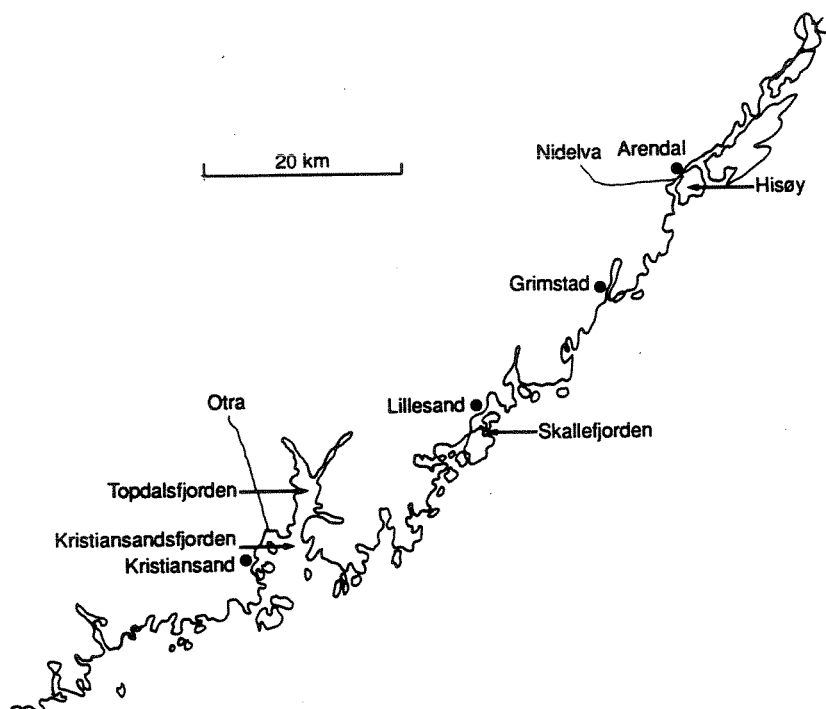 20 km
Nidelva
Arendal
Hisøy
Grimstad
Lillesand
Skallefjorden
Otra
Topdalsfjorden
Kristiansandsfjorden
Kristiansand